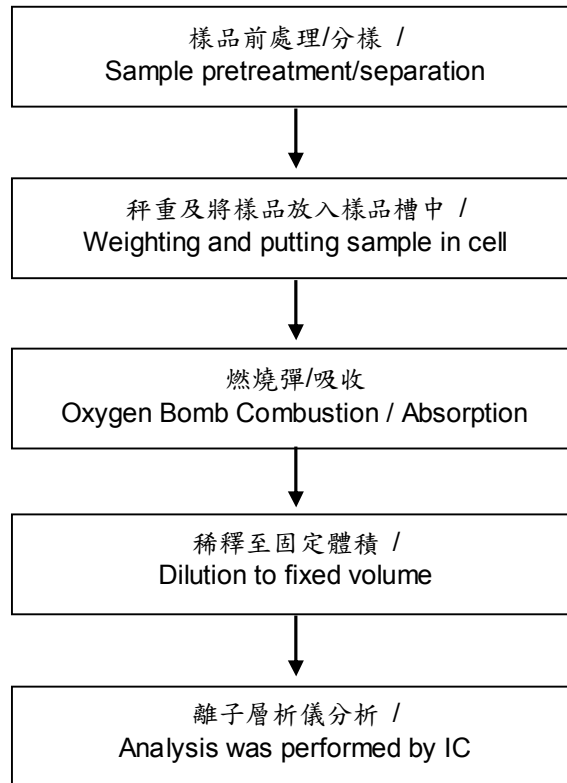 樣品前處理/分樣 /
Sample pretreatment/separation
秤重及將樣品放入樣品槽中 /
Weighting and putting sample in cell
燃燒彈/吸收
Oxygen Bomb Combustion / Absorption
稀釋至固定體積 /
Dilution to fixed volume
離子層析儀分析 /
Analysis was performed by IC